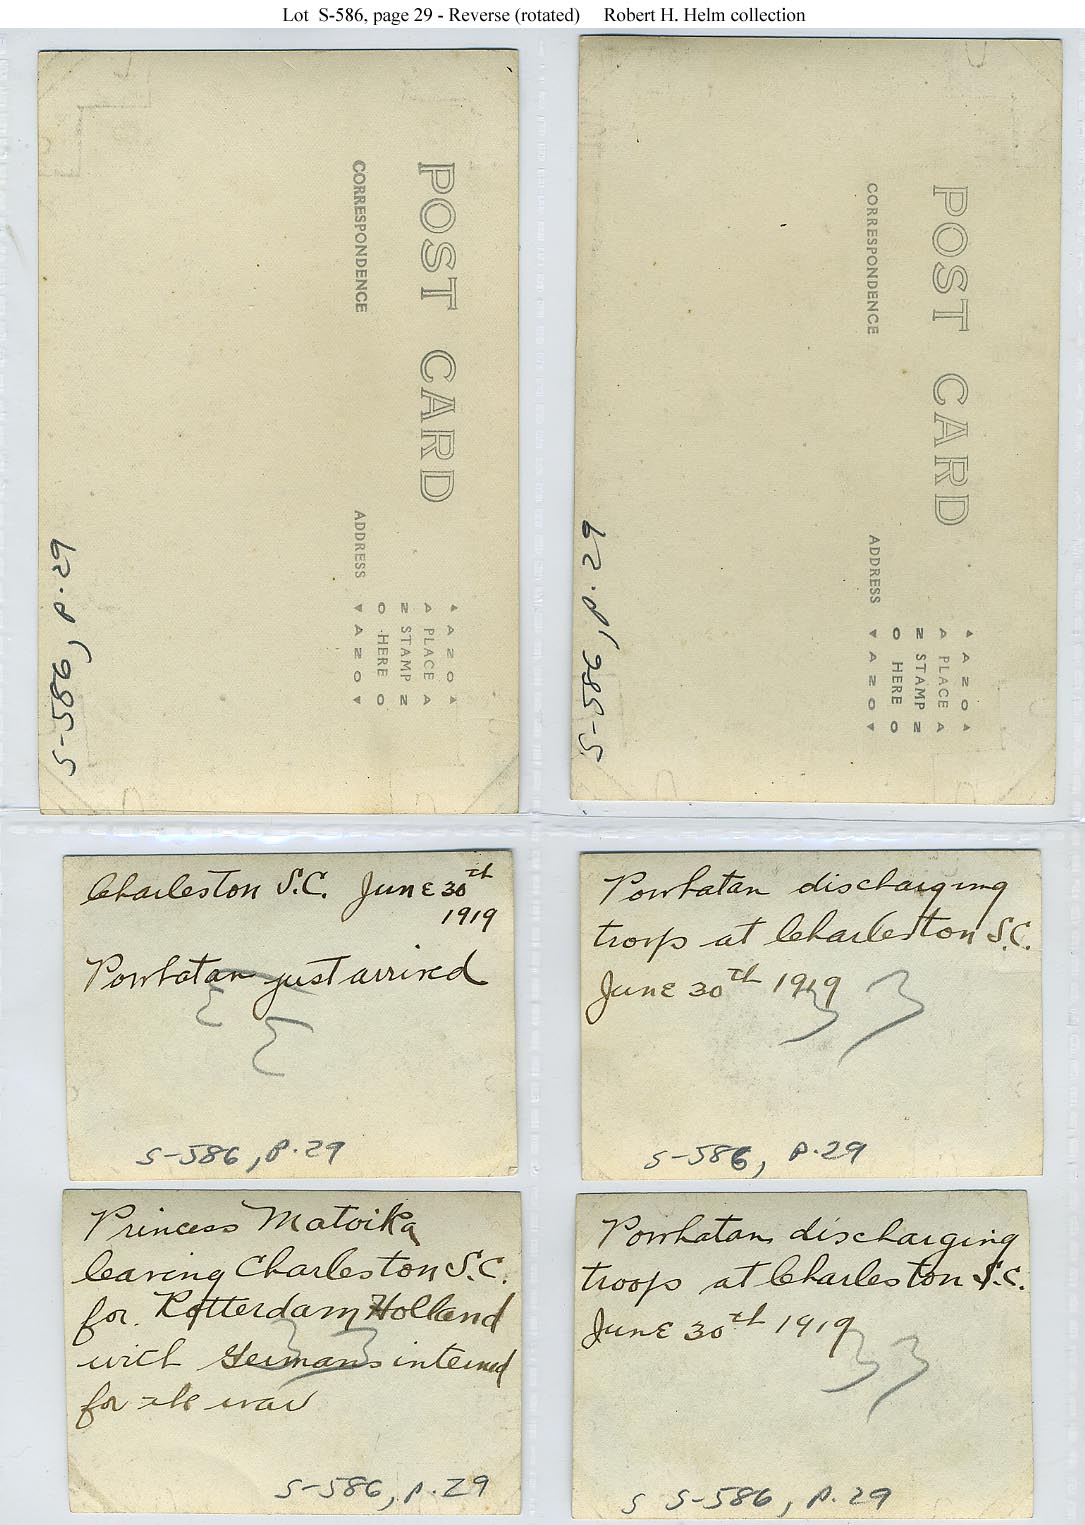 Lot S-586, page 29 - Reverse (rotated) Robert H. Helm collection
POST CARD
CORRESPONDENCE
ADDRESS
▲ A Z O ▲
A PLACE A
Z STAMP Z
O HERE O
▼ A Z O ▼
S-586, p.29
POST CARD
CORRESPONDENCE
ADDRESS
▲ A Z O ▲
A PLACE A
Z STAMP Z
O HERE O
▼ A Z O ▼
S-586, p.29
Charleston S.C. June 30th
1919
Powhatan just arrived
S-586, p.29
Powhatan discharging
troops at Charleston S.C.
June 30th 1919
33
S-586, p.29
Princess Matoika
leaving Charleston S.C.
for Rotterdam Holland
with Germans interned
for the war
33
S-586, p.29
Powhatan discharging
troops at Charleston S.C.
June 30th 1919
33
S S-586, p.29